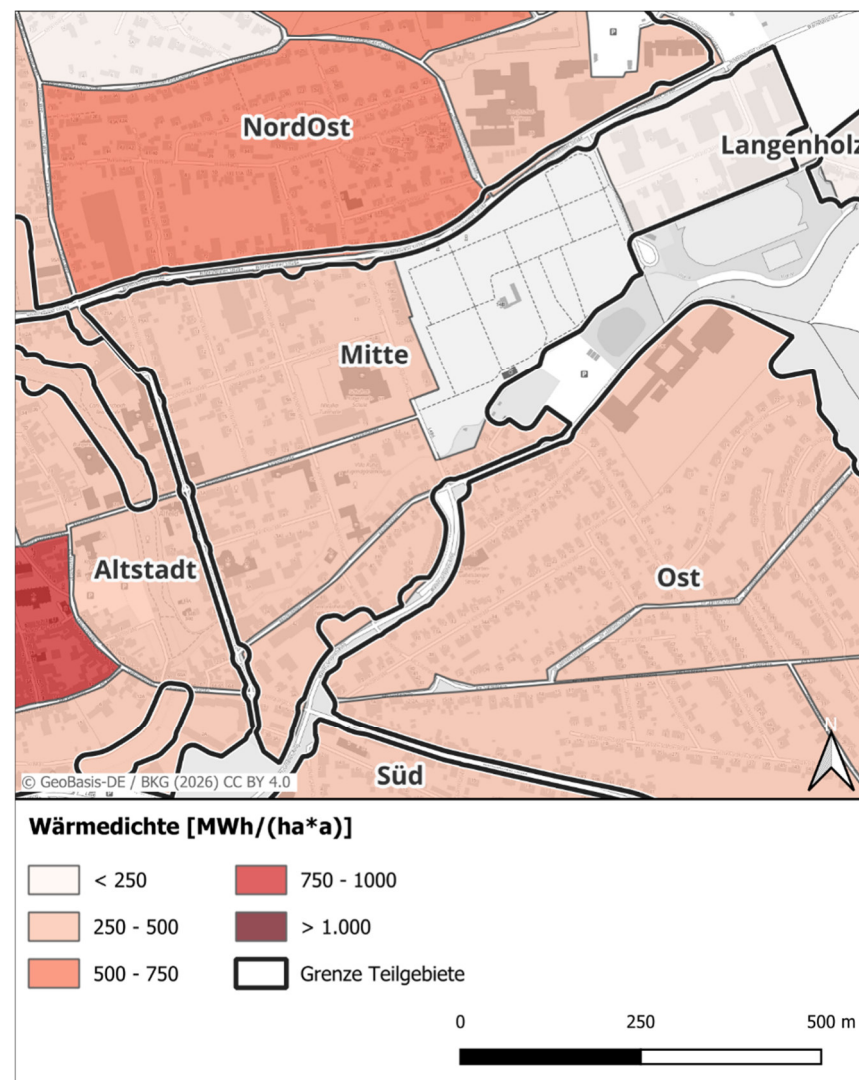 NordOst
Langenholz
Mitte
Altstadt
Ost
Süd
N
© GeoBasis-DE / BKG (2026) CC BY 4.0
Wärmedichte [MWh/(ha*a)]
< 250
250 - 500
500 - 750
750 - 1000
> 1.000
Grenze Teilgebiete
0 250 500 m